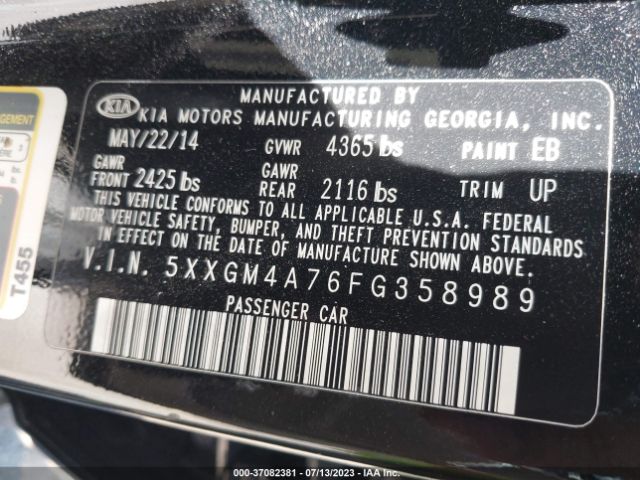 MANUFACTURED BY
KIA KIA MOTORS MANUFACTURING GEORGIA, INC.
MAY/22/14 GVWR 4365 lbs PAINT EB
GAWR FRONT 2425 lbs GAWR REAR 2116 lbs TRIM UP
THIS VEHICLE CONFORMS TO ALL APPLICABLE U.S.A. FEDERAL
MOTOR VEHICLE SAFETY, BUMPER, AND THEFT PREVENTION STANDARDS
IN EFFECT ON THE DATE OF MANUFACTURE SHOWN ABOVE.
V.I.N. 5XXGM4A76FG358989
PASSENGER CAR
T455
000-37082381 - 07/13/2023 - IAA Inc.